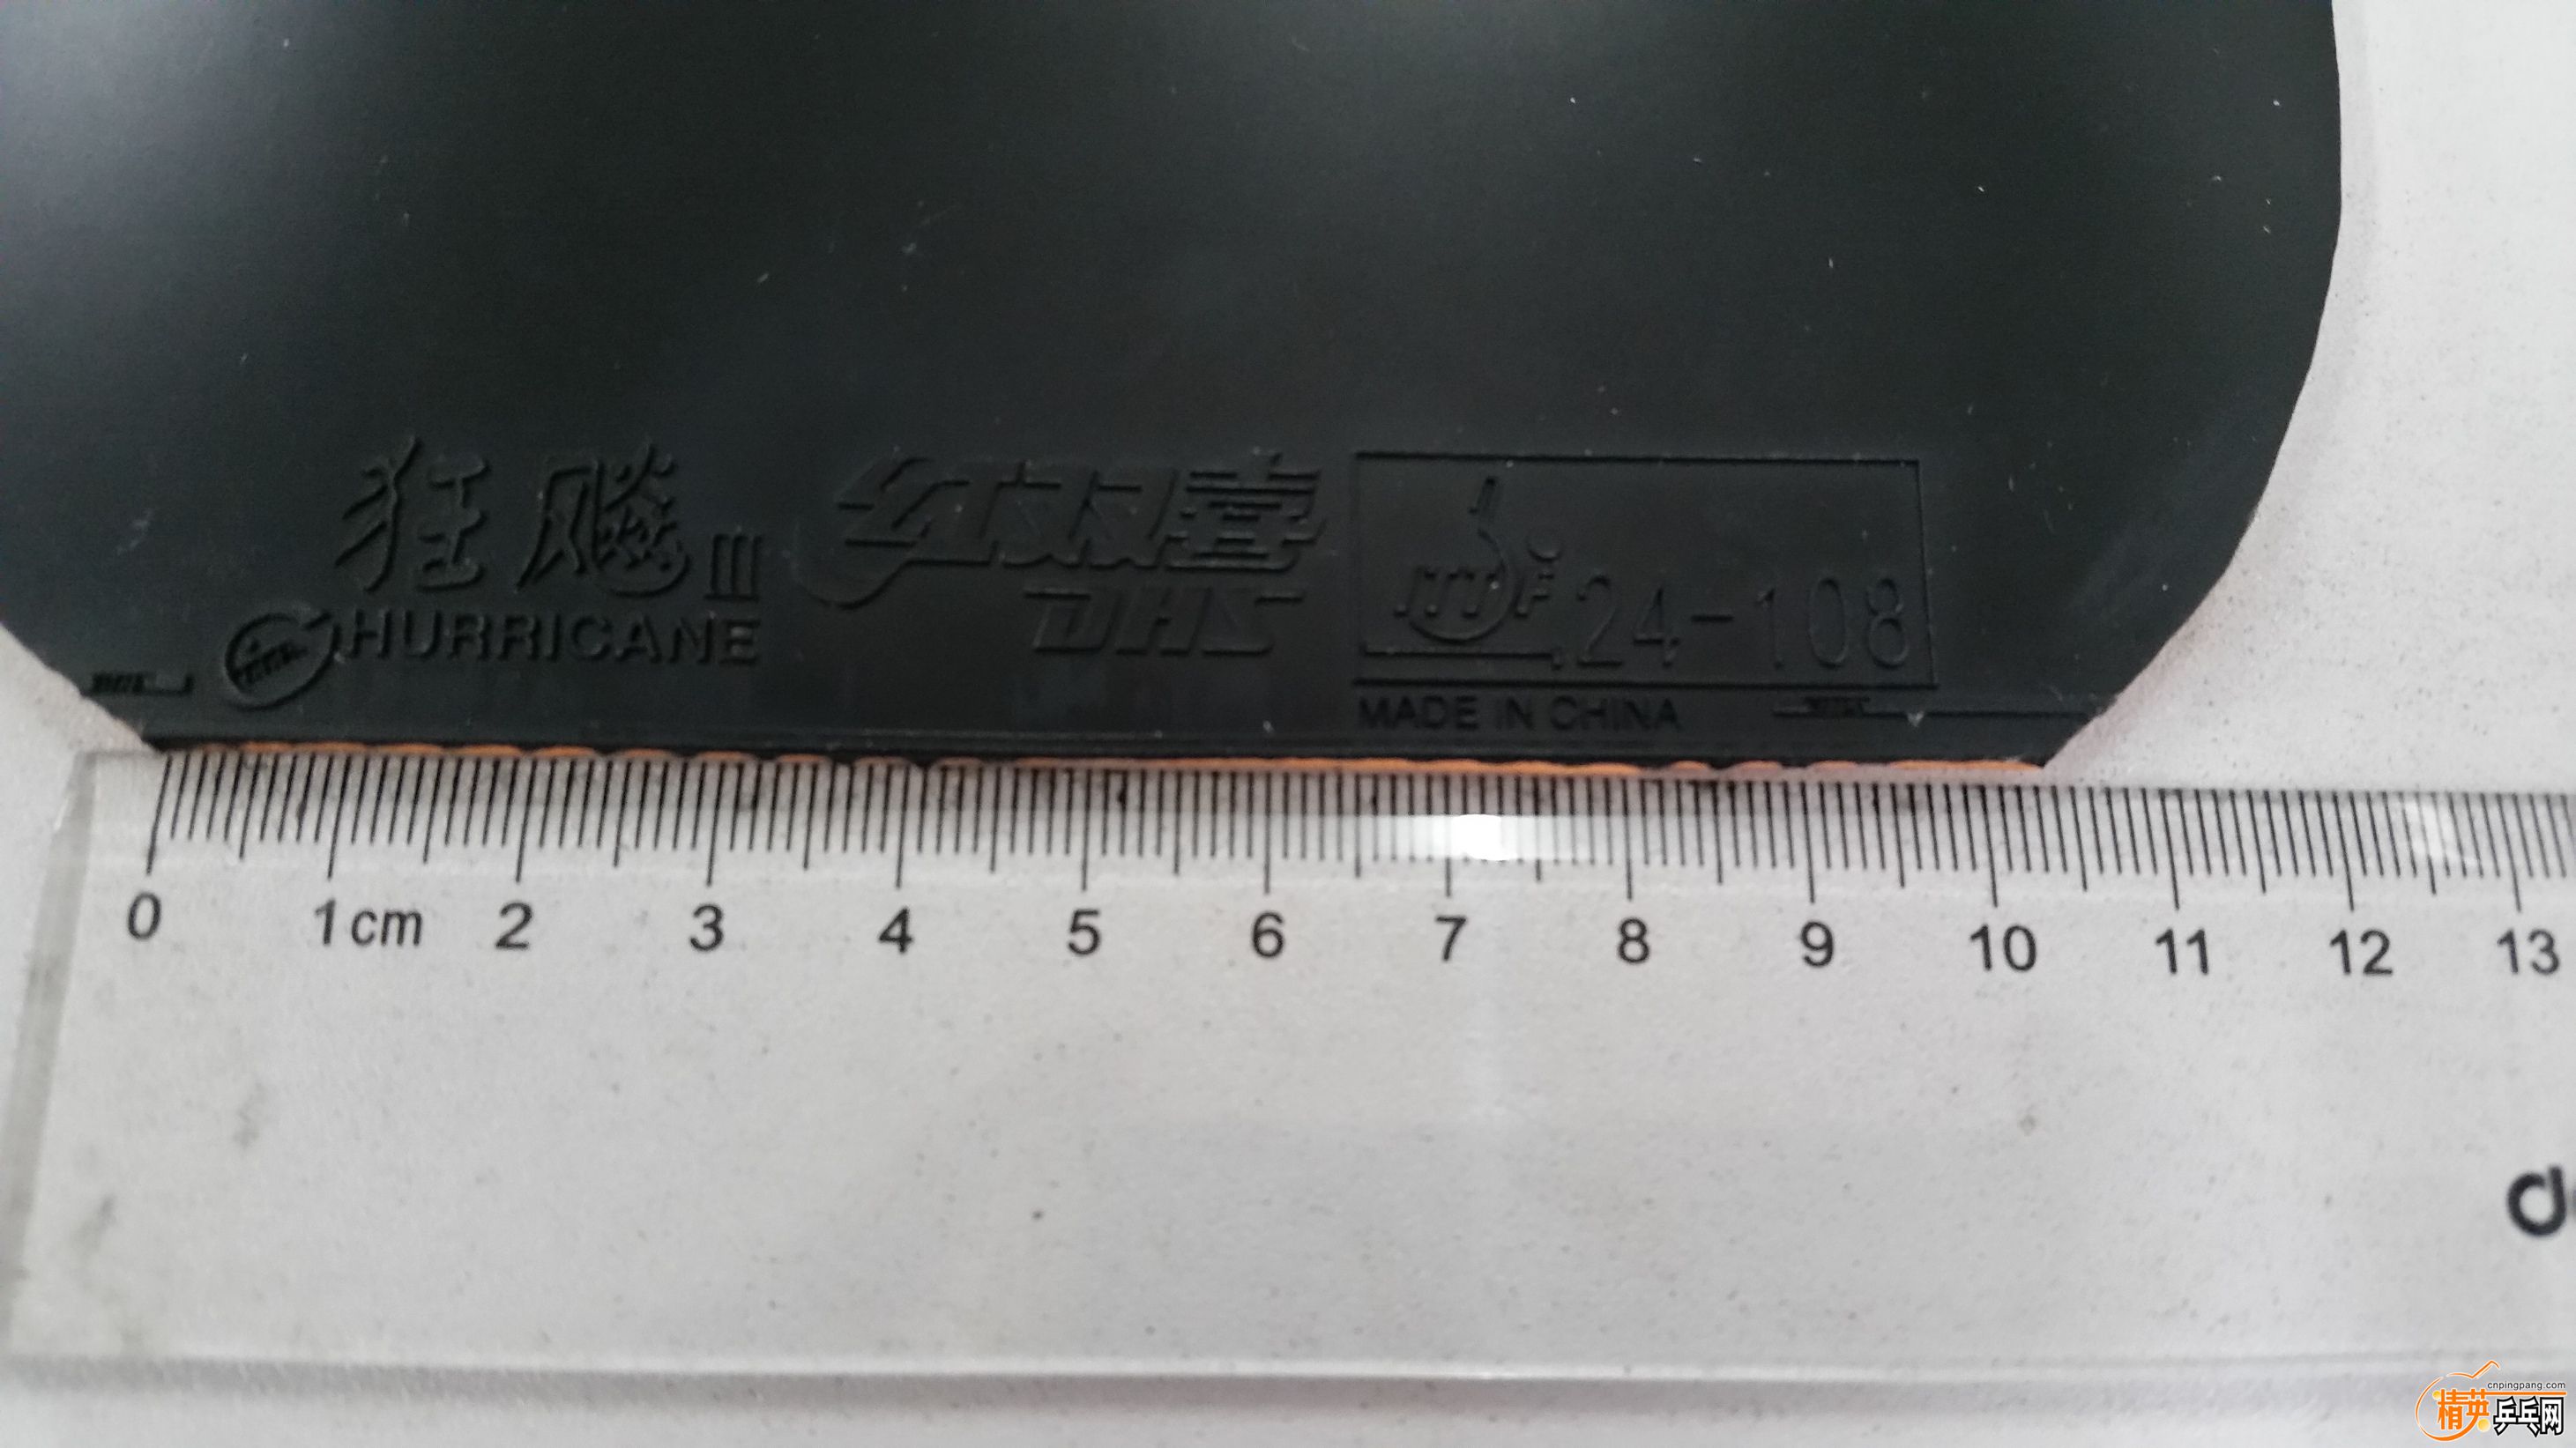 狂飚III
HURRICANE
红双喜
DHS
ITTF 24-108
MADE IN CHINA
0 1cm 2 3 4 5 6 7 8 9 10 11 12 13
cnpingpang.com
精英乒乓网